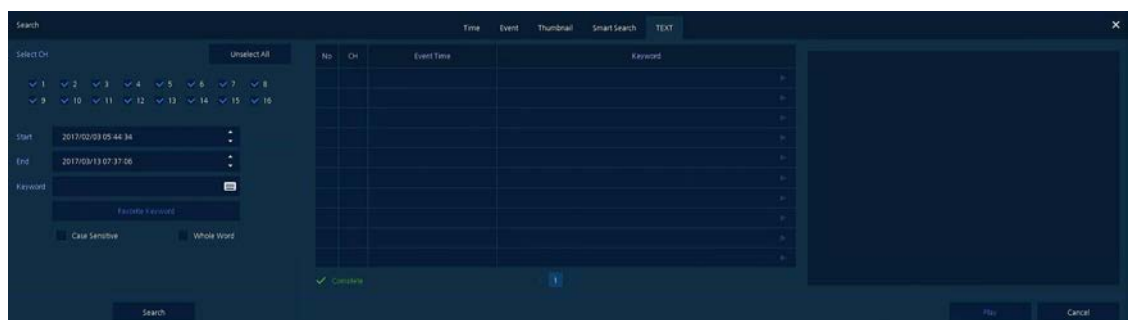 Search
Time Event Thumbnail Smart Search TEXT
Select CH Unselect All
1 2 3 4 5 6 7 8
9 10 11 12 13 14 15 16
Start 2017/02/03 05:44:34
End 2017/03/13 07:37:06
Keyword
Favorite Keyword
Case Sensitive Whole Word
Search
No CH Event Time Keyword
Complete
1
Play Cancel